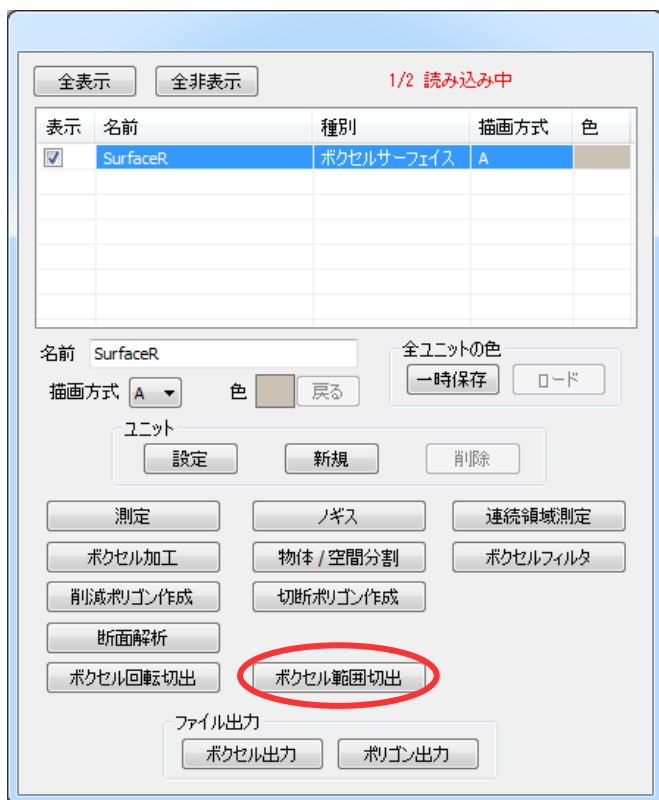 全表示 全非表示 1/2 読み込み中
表示 名前 種別 描画方式 色
SurfaceR ボクセルサーフェイス A
名前 SurfaceR 全ユニットの色
描画方式 A 色 戻る 一時保存 ロード
ユニット
設定 新規 削除
測定 ノギス 連続領域測定
ボクセル加工 物体 / 空間分割 ボクセルフィルタ
削減ポリゴン作成 切断ポリゴン作成
断面解析
ボクセル回転切出 ボクセル範囲切出
ファイル出力
ボクセル出力 ポリゴン出力